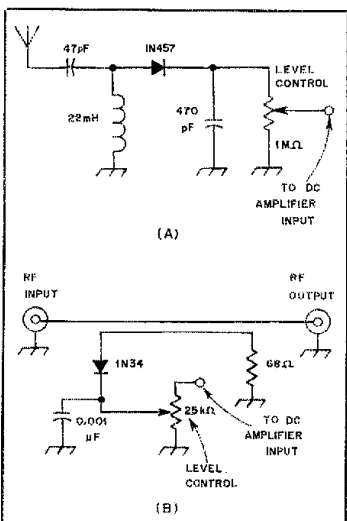 47pF
1N457
LEVEL
CONTROL
22mH
470
pF
1MΩ
TO DC
AMPLIFIER
INPUT
(A)
RF
INPUT
RF
OUTPUT
1N34
68Ω
0.001
µF
25kΩ
TO DC
AMPLIFIER
INPUT
LEVEL
CONTROL
(B)